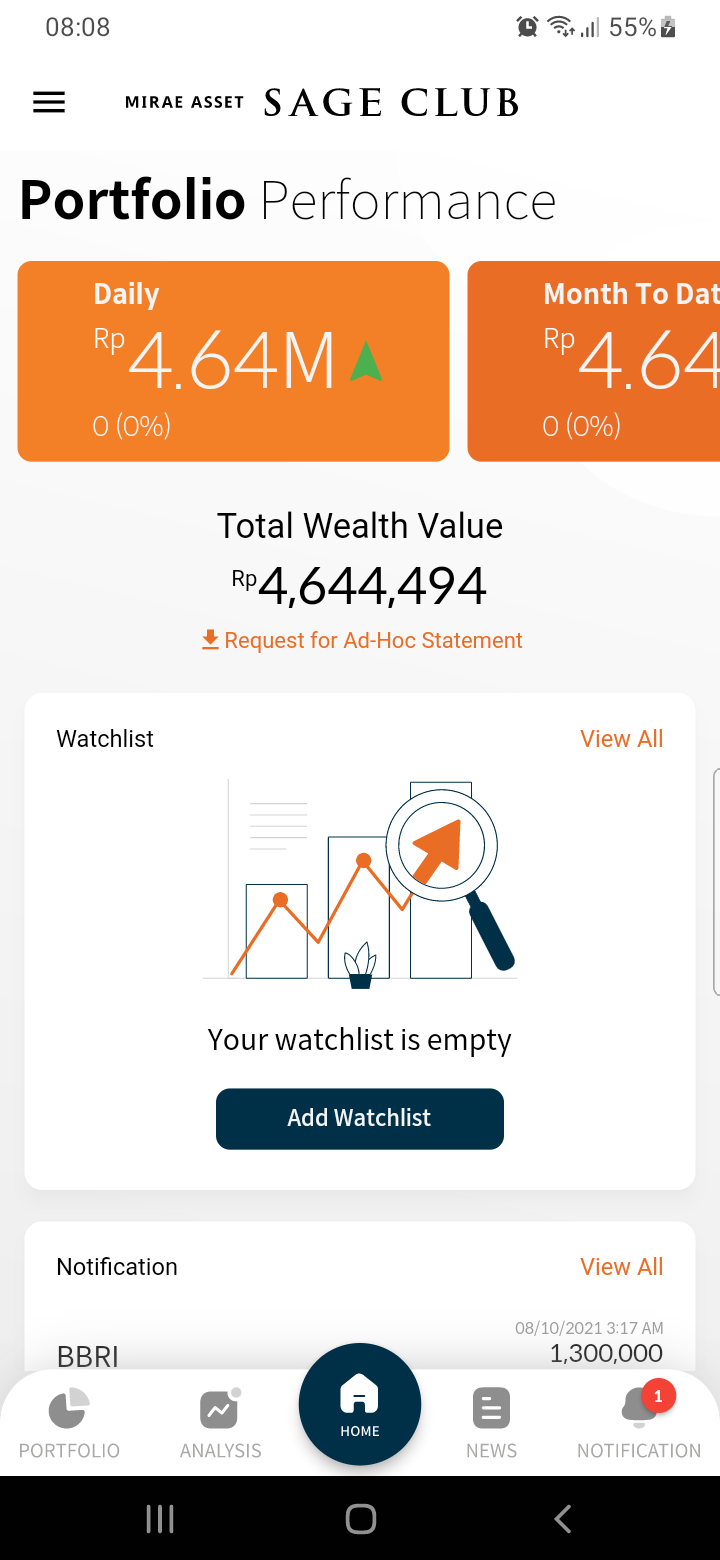 08:08 55%
MIRAE ASSET SAGE CLUB
Portfolio Performance
Daily
Rp 4.64M
0 (0%)
Month To Dat
Rp 4.64
0 (0%)
Total Wealth Value
Rp4,644,494
Request for Ad-Hoc Statement
Watchlist View All
Your watchlist is empty
Add Watchlist
Notification View All
08/10/2021 3:17 AM
BBRI 1,300,000
PORTFOLIO ANALYSIS HOME NEWS 1 NOTIFICATION